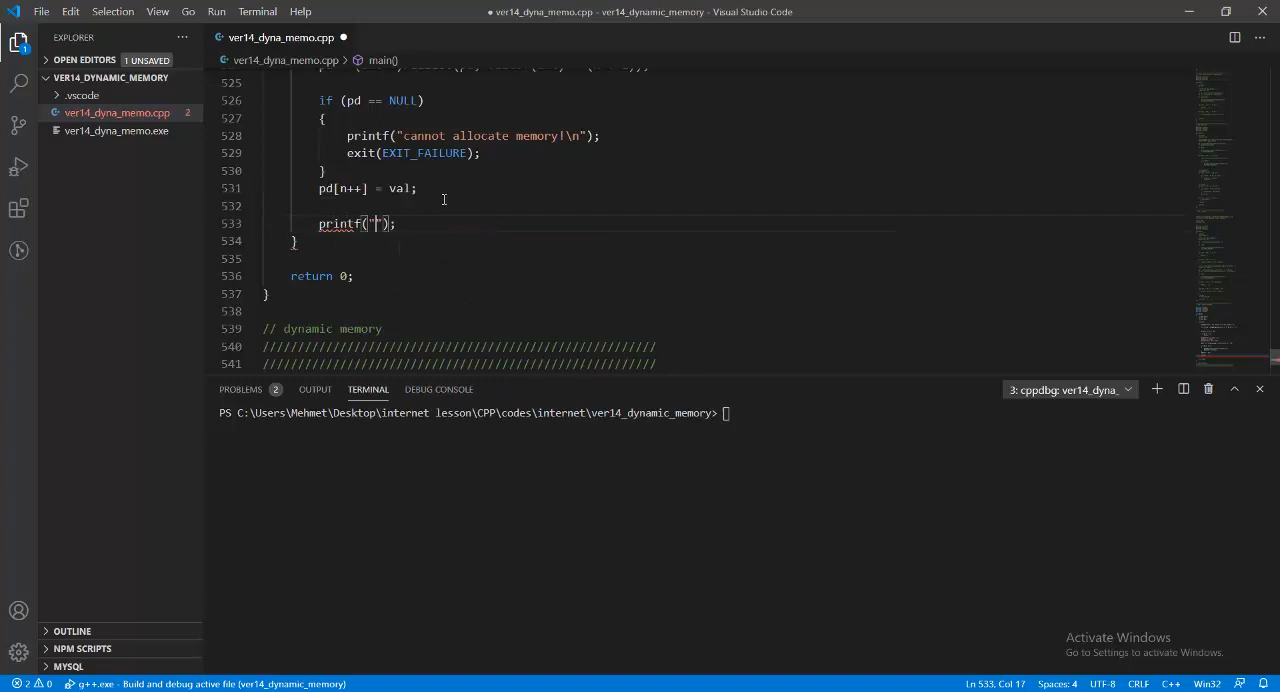 File Edit Selection View Go Run Terminal Help
● ver14_dyna_memo.cpp - ver14_dynamic_memory - Visual Studio Code
EXPLORER
OPEN EDITORS 1 UNSAVED
VER14_DYNAMIC_MEMORY
.vscode
ver14_dyna_memo.cpp 2
ver14_dyna_memo.exe
OUTLINE
NPM SCRIPTS
MYSQL
1
ver14_dyna_memo.cpp ●
ver14_dyna_memo.cpp > main()
525
526 if (pd == NULL)
527 {
528 printf("cannot allocate memory!\n");
529 exit(EXIT_FAILURE);
530 }
531 pd[n++] = val;
532
533 printf("");
534 }
535
536 return 0;
537 }
538
539 // dynamic memory
540 ////////////////////////////////////////////////////////
541 ////////////////////////////////////////////////////////
PROBLEMS 2 OUTPUT TERMINAL DEBUG CONSOLE
3: cppdbg: ver14_dyna_
PS C:\Users\Mehmet\Desktop\internet lesson\CPP\codes\internet\ver14_dynamic_memory>
Activate Windows
Go to Settings to activate Windows.
2 0 g++.exe - Build and debug active file (ver14_dynamic_memory)
Ln 533, Col 17 Spaces: 4 UTF-8 CRLF C++ Win32